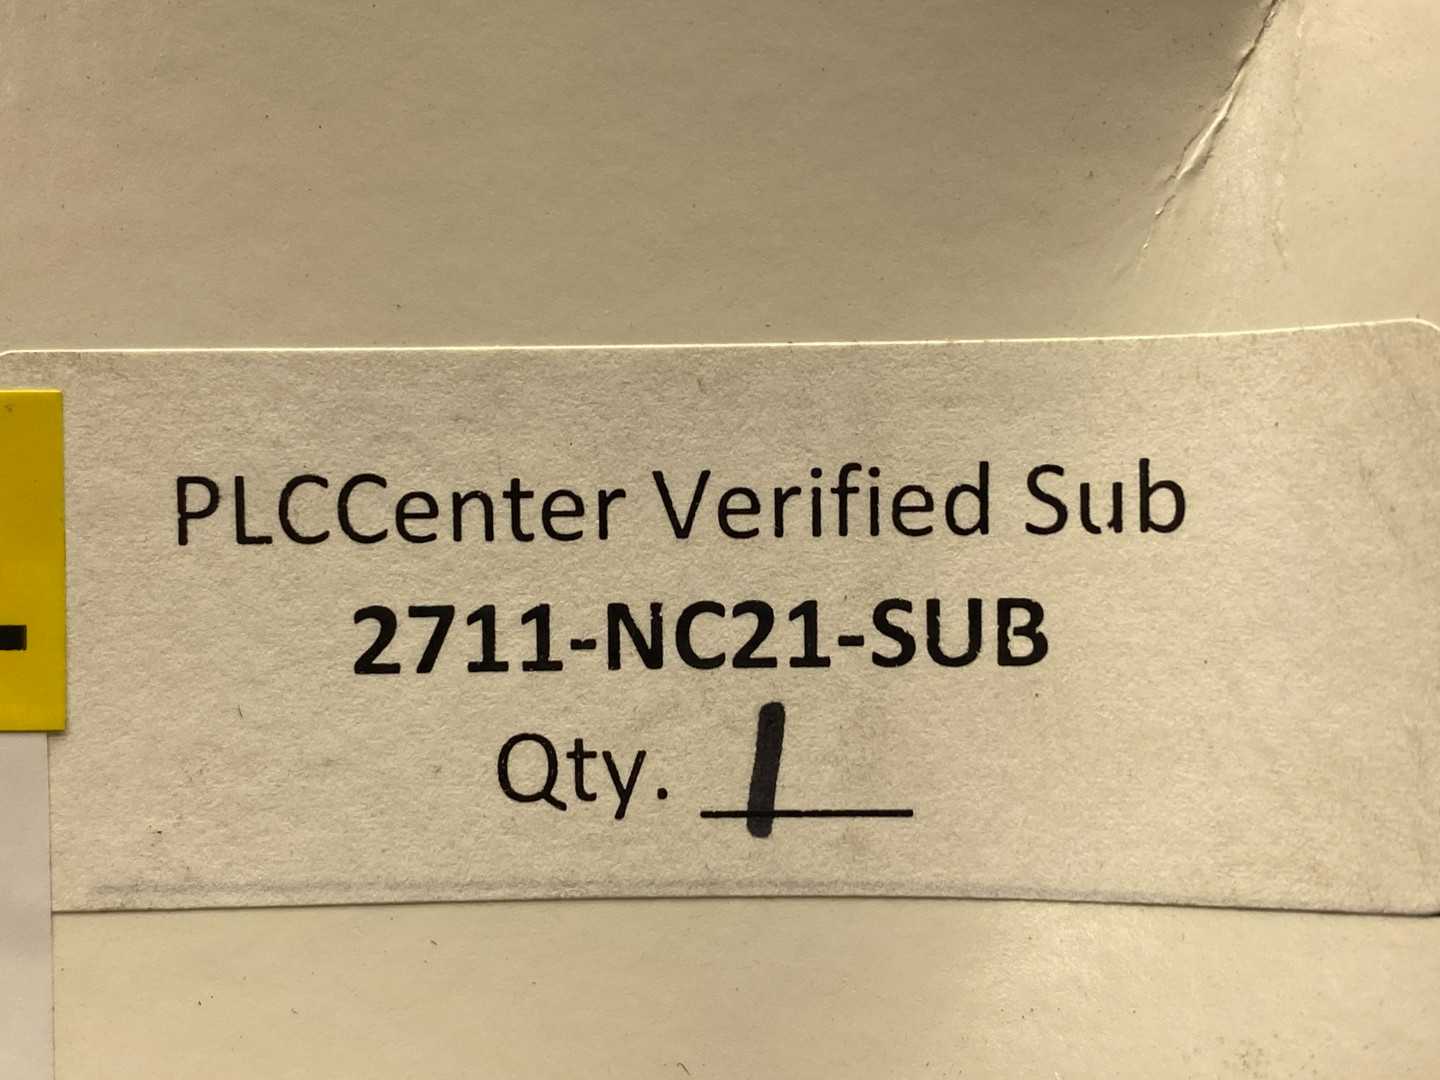 PLCCenter Verified Sub
2711-NC21-SUB
Qty. 1